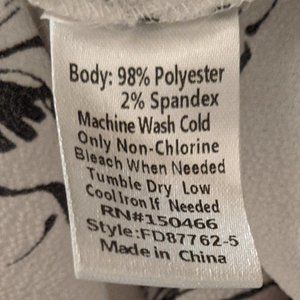 Body: 98% Polyester
2% Spandex
Machine Wash Cold
Only Non-Chlorine
Bleach When Needed
Tumble Dry Low
Cool Iron If Needed
RN#150466
Style:FD87762-5
Made in China